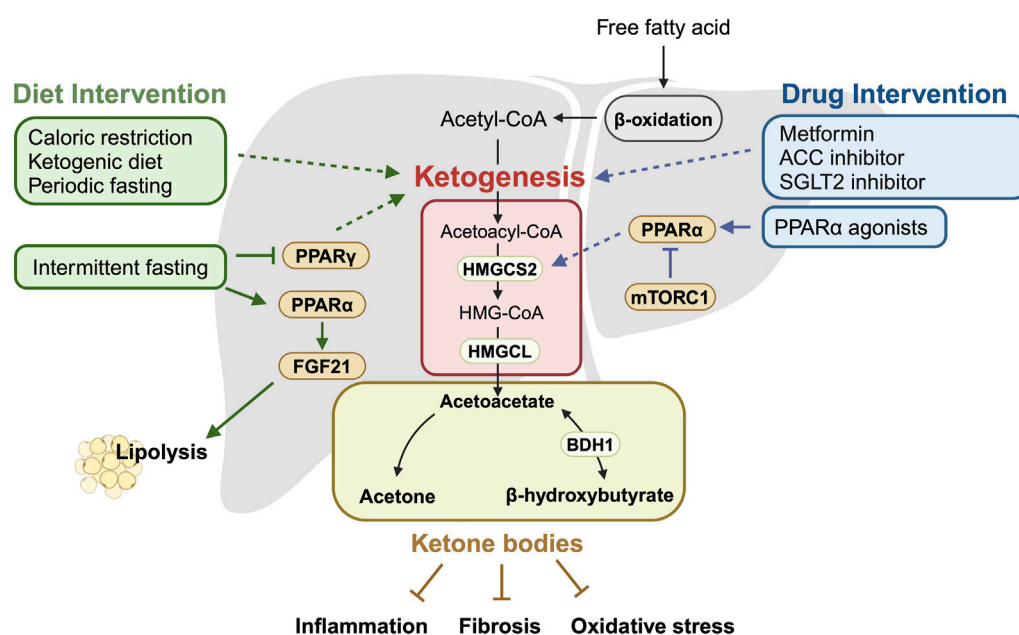 Free fatty acid
Diet Intervention
Caloric restriction
Ketogenic diet
Periodic fasting
Intermittent fasting
PPARγ
PPARα
FGF21
Lipolysis
Acetyl-CoA
β-oxidation
Ketogenesis
Acetoacyl-CoA
HMGCS2
HMG-CoA
HMGCL
Drug Intervention
Metformin
ACC inhibitor
SGLT2 inhibitor
PPARα agonists
PPARα
mTORC1
Acetoacetate
BDH1
Acetone
β-hydroxybutyrate
Ketone bodies
Inflammation
Fibrosis
Oxidative stress